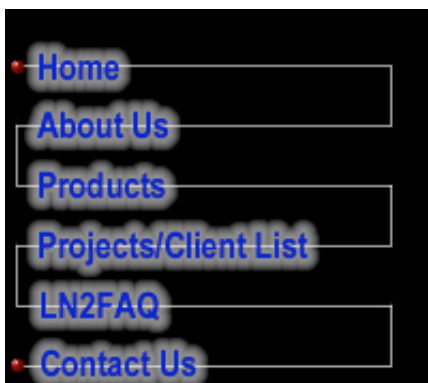 Home
About Us
Products
Projects/Client List
LN2FAQ
Contact Us